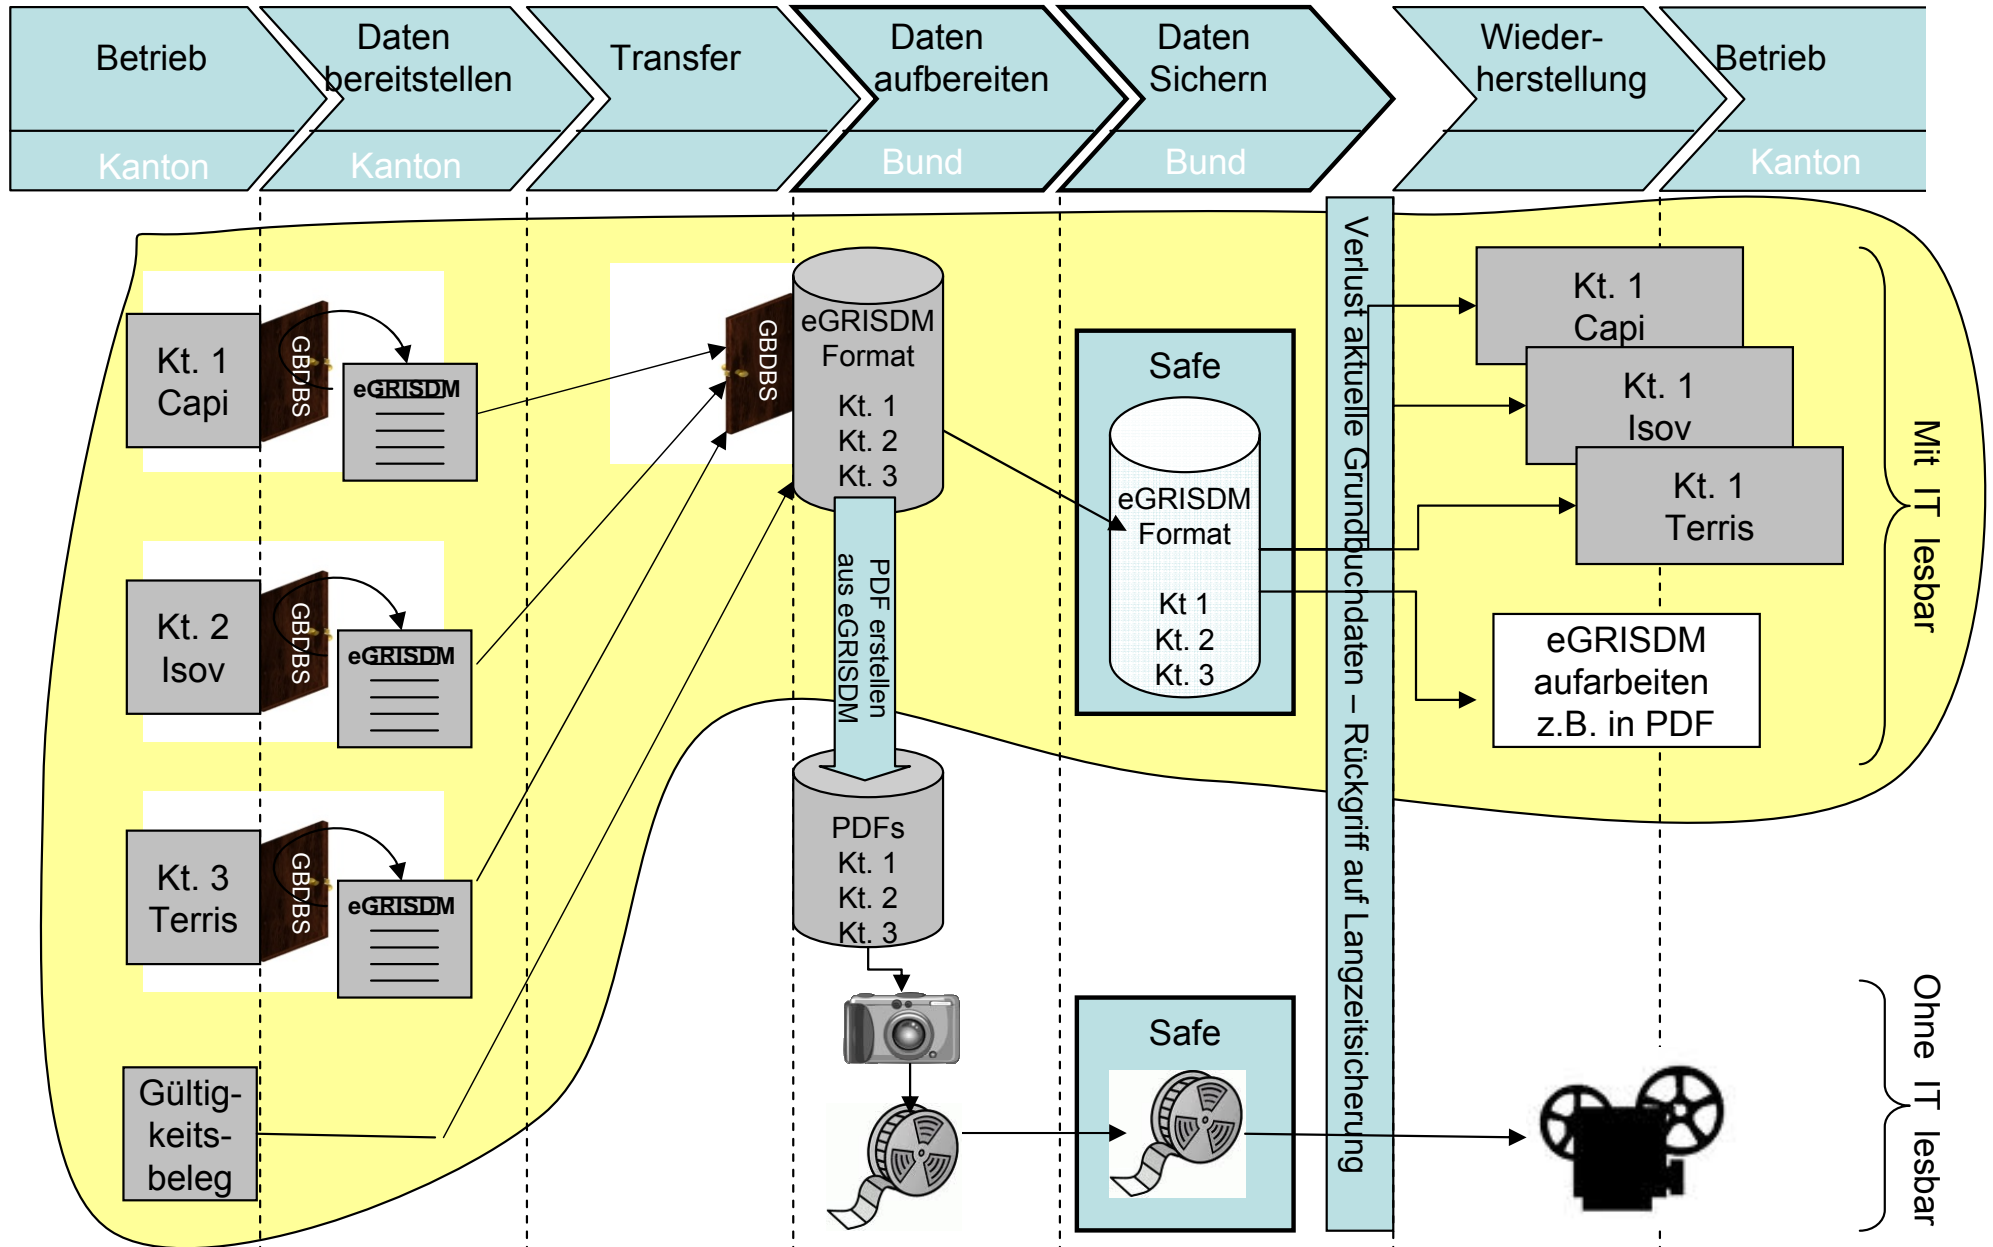 Betrieb
Daten
bereitstellen
Transfer
Daten
aufbereiten
Daten
Sichern
Wieder-
herstellung
Betrieb
Kanton
Kanton
Bund
Bund
Kanton
Kt. 1
Capi
GBDBS
eGRISDM
Kt. 2
Isov
GBDBS
eGRISDM
Kt. 3
Terris
GBDBS
eGRISDM
Gültig-
keits-
beleg
GBDBS
eGRISDM
Format
Kt. 1
Kt. 2
Kt. 3
PDF erstellen
aus eGRISDM
PDFs
Kt. 1
Kt. 2
Kt. 3
Safe
eGRISDM
Format
Kt 1
Kt. 2
Kt. 3
Safe
Verlust aktuelle Grundbuchdaten – Rückgriff auf Langzeitsicherung
Kt. 1
Capi
Kt. 1
Isov
Kt. 1
Terris
eGRISDM
aufarbeiten
z.B. in PDF
Mit IT lesbar
Ohne IT lesbar